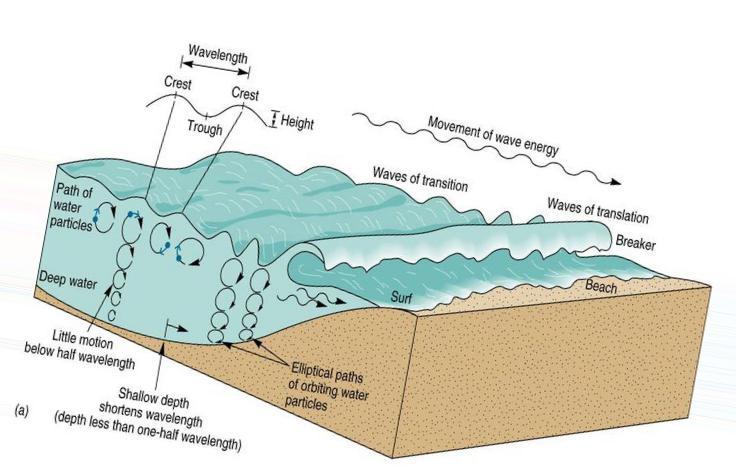 Wavelength
Crest
Crest
Trough
Height
Movement of wave energy
Waves of transition
Waves of translation
Breaker
Path of
water
particles
Deep water
Surf
Beach
Little motion
below half wavelength
Elliptical paths
of orbiting water
particles
Shallow depth
shortens wavelength
(depth less than one-half wavelength)
(a)